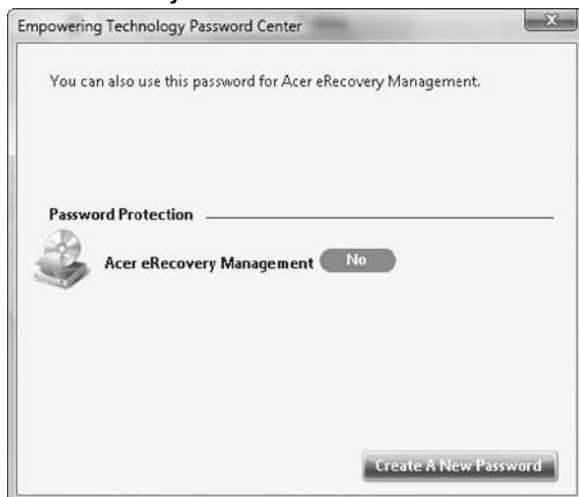 Empowering Technology Password Center
X
You can also use this password for Acer eRecovery Management.
Password Protection
Acer eRecovery Management No
Create A New Password